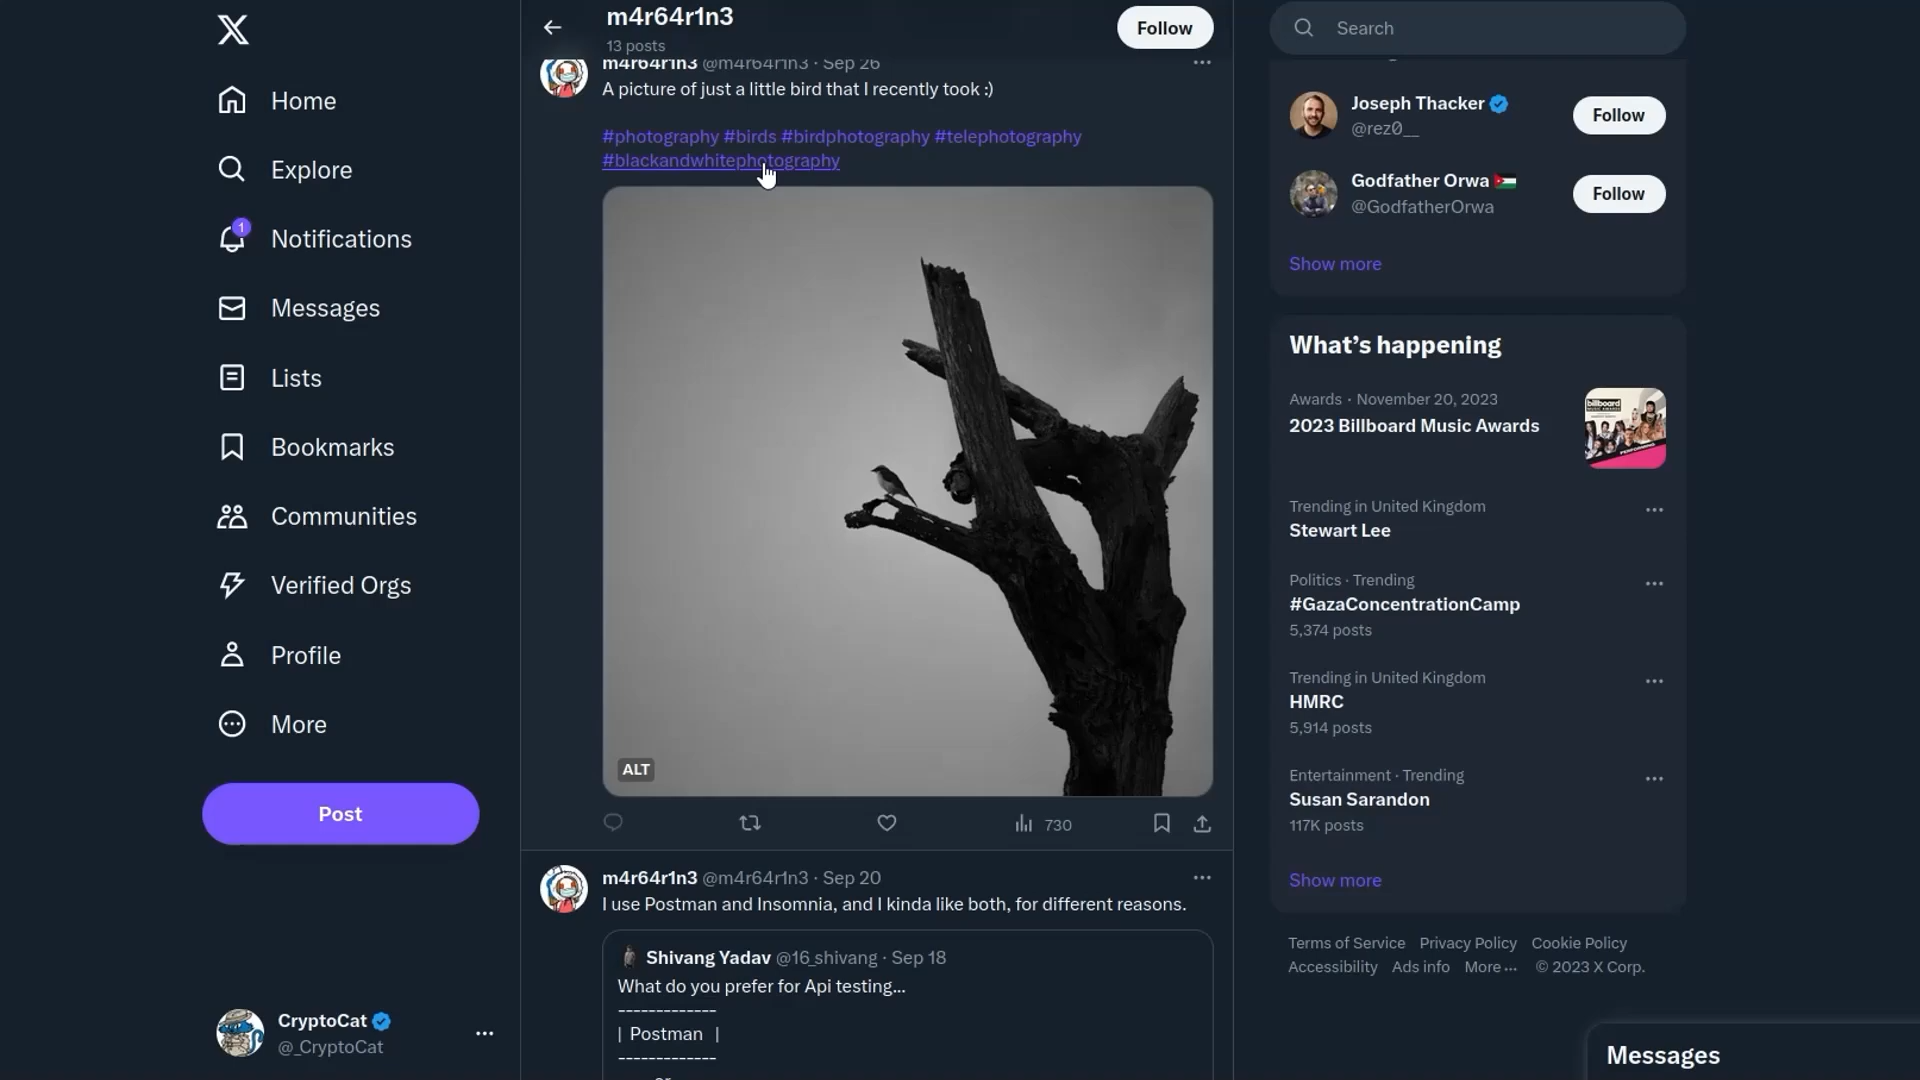 Home
Explore
1
Notifications
Messages
Lists
Bookmarks
Communities
Verified Orgs
Profile
More
Post
CryptoCat
@_CryptoCat
m4r64r1n3
13 posts
Follow
m4r64r1n3 @m4r64r1n3 · Sep 26
A picture of just a little bird that I recently took :)
#photography #birds #birdphotography #telephotography
#blackandwhitephotography
ALT
730
m4r64r1n3 @m4r64r1n3 · Sep 20
I use Postman and Insomnia, and I kinda like both, for different reasons.
Shivang Yadav @16_shivang · Sep 18
What do you prefer for Api testing...
-------------
| Postman |
-------------
or
Search
Joseph Thacker
@rez0__
Follow
Godfather Orwa
@GodfatherOrwa
Follow
Show more
What's happening
Awards · November 20, 2023
2023 Billboard Music Awards
billboard
Trending in United Kingdom
Stewart Lee
Politics · Trending
#GazaConcentrationCamp
5,374 posts
Trending in United Kingdom
HMRC
5,914 posts
Entertainment · Trending
Susan Sarandon
117K posts
Show more
Terms of Service Privacy Policy Cookie Policy
Accessibility Ads info More ··· © 2023 X Corp.
Messages